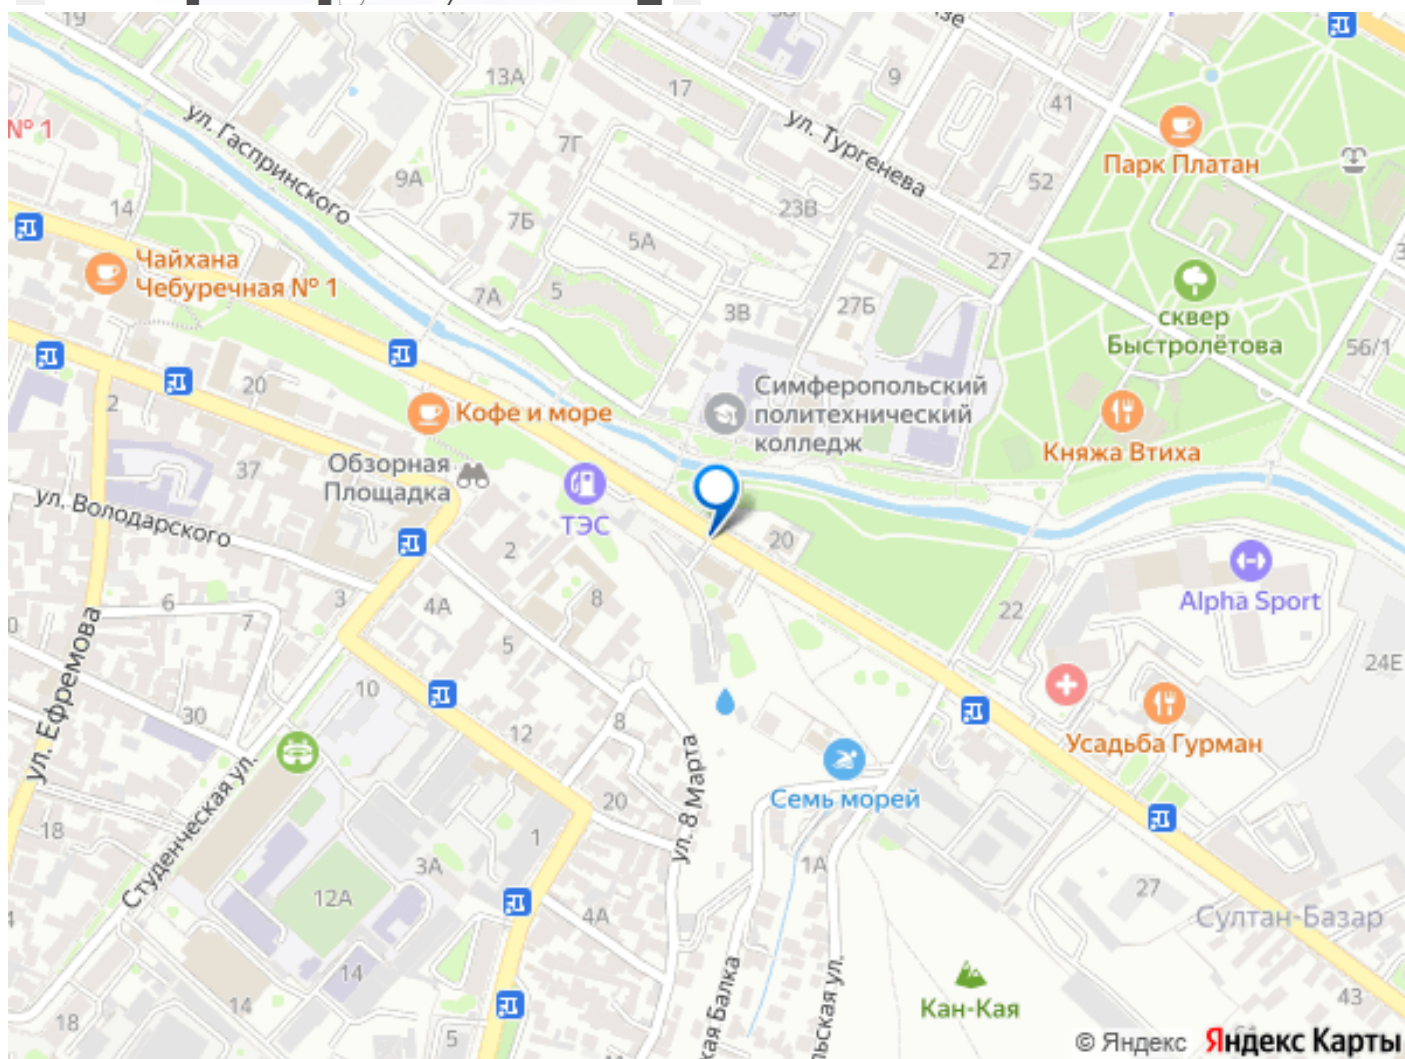 19
13А
17
9
41
№ 1
ул. Гаспринского
7Г
ул. Тургенева
Парк Платан
9А
52
14
7Б
23В
5А
27
Чайхана
Чебуречная № 1
7А
5
3В
27Б
сквер
Быстролётова
56/1
2
20
Кофе и море
Симферопольский
политехнический
колледж
Княжа Втиха
37
Обзорная
Площадка
ул. Володарского
ТЭС
2
20
Alpha Sport
6
7
3
4А
8
22
5
24Е
ул. Ефремова
10
30
12
8
Усадьба Гурман
ул. 8 Марта
Семь морей
20
18
Студенческая ул.
1
3А
1А
12А
4А
27
Султан-Базар
14
14
18
5
кая Балка
льская ул.
Кан-Кая
43
© Яндекс Яндекс Карты